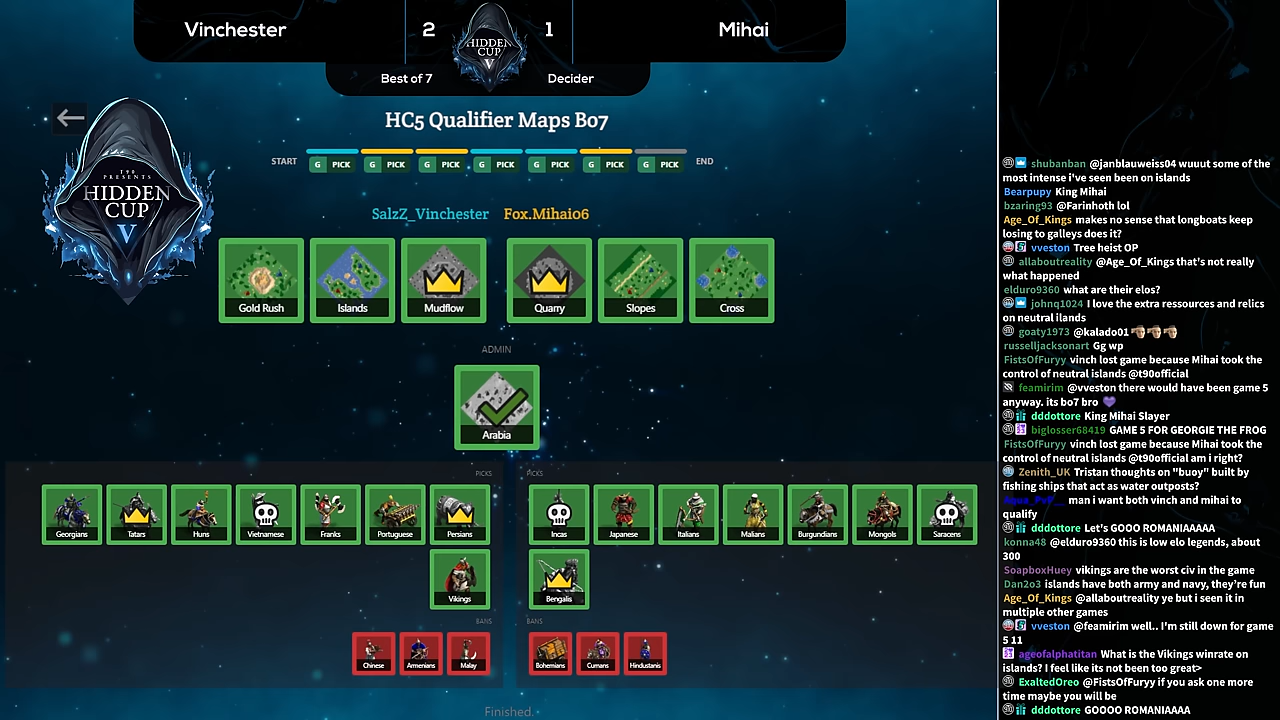 Vinchester
2
1
Mihai
HIDDEN
CUP
V
Best of 7
Decider
HC5 Qualifier Maps Bo7
START
G PICK
G PICK
G PICK
G PICK
G PICK
G PICK
G PICK
END
T90
PRESENTS
HIDDEN
CUP
V
SalzZ_Vinchester
Fox.Mihai06
Gold Rush
Islands
Mudflow
Quarry
Slopes
Cross
ADMIN
Arabia
PICKS
PICKS
Georgians
Tatars
Huns
Vietnamese
Franks
Portuguese
Persians
Incas
Japanese
Italians
Malians
Burgundians
Mongols
Saracens
Vikings
Bengalis
BANS
BANS
Chinese
Armenians
Malay
Bohemians
Cumans
Hindustanis
Finished.
shubanban @janblauweiss04 wuuut some of the
most intense i've seen been on islands
Bearpupy King Mihai
bzaring93 @Farinhoth lol
Age_Of_Kings makes no sense that longboats keep
losing to galleys does it?
vveston Tree heist OP
allaboutreality @Age_Of_Kings that's not really
what happened
elduro9360 what are their elos?
johnq1024 I love the extra ressources and relics
on neutral ilands
goaty1973 @kalado01
russelljacksonart Gg wp
FistsOfFuryy vinch lost game because Mihai took the
control of neutral islands @t90official
feamirim @vveston there would have been game 5
anyway. its bo7 bro
dddottore King Mihai Slayer
biglosser68419 GAME 5 FOR GEORGIE THE FROG
FistsOfFuryy vinch lost game because Mihai took the
control of neutral islands @t90official am i right?
Zenith_UK Tristan thoughts on "buoy" built by
fishing ships that act as water outposts?
Aqua_PvP__ man i want both vinch and mihai to
qualify
dddottore Let's GOOO ROMANIAAAAA
konna48 @elduro9360 this is low elo legends, about
300
SoapboxHuey vikings are the worst civ in the game
Dan2o3 islands have both army and navy, they're fun
Age_Of_Kings @allaboutreality ye but i seen it in
multiple other games
vveston @feamirim well.. I'm still down for game
5 11
ageofalphatitan What is the Vikings winrate on
islands? I feel like its not been too great>
ExaltedOreo @FistsOfFuryy if you ask one more
time maybe you will be
dddottore GOOOO ROMANIAAAA